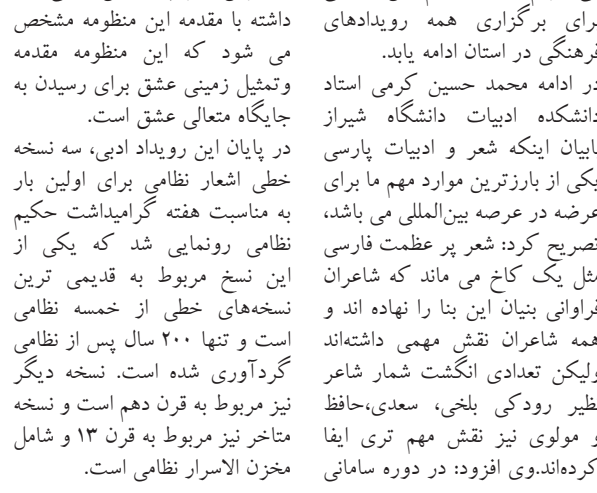 برای برگزاری همه رویدادهای
فرهنگی در استان ادامه یابد.
در ادامه محمد حسین کرمی استاد
دانشکده ادبیات دانشگاه شیراز
بابیان اینکه شعر و ادبیات پارسی
یکی از بارزترین موارد مهم ما برای
عرضه در عرصه بین‌المللی می باشد،
تصریح کرد: شعر پر عظمت فارسی
مثل یک کاخ می ماند که شاعران
فراوانی بنیان این بنا را نهاده اند و
همه شاعران نقش مهمی داشته‌اند
ولیکن تعدادی انگشت شمار شاعر
نظیر رودکی بلخی، سعدی،حافظ
و مولوی نیز نقش مهم تری ایفا
کرده‌اند.وی افزود: در دوره سامانی
داشته با مقدمه این منظومه مشخص
می شود که این منظومه مقدمه
وتمثیل زمینی عشق برای رسیدن به
جایگاه متعالی عشق است.
در پایان این رویداد ادبی، سه نسخه
خطی اشعار نظامی برای اولین بار
به مناسبت هفته گرامیداشت حکیم
نظامی رونمایی شد که یکی از
این نسخ مربوط به قدیمی ترین
نسخه‌های خطی از خمسه نظامی
است و تنها ۲۰۰ سال پس از نظامی
گردآوری شده است. نسخه دیگر
نیز مربوط به قرن دهم است و نسخه
متاخر نیز مربوط به قرن ۱۳ و شامل
مخزن الاسرار نظامی است.